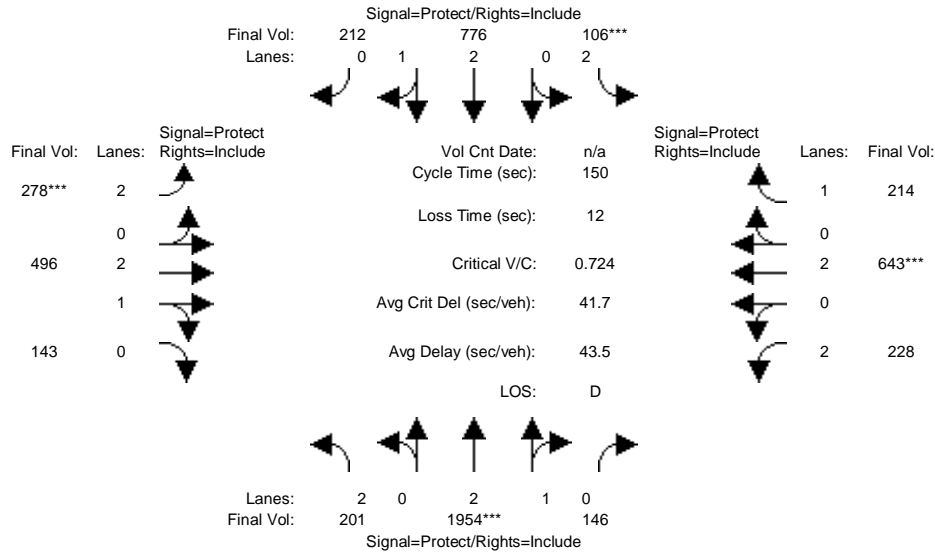 Signal=Protect/Rights=Include
Final Vol: 212 776 106***
Lanes: 0 1 2 0 2
Signal=Protect Signal=Protect
Final Vol: Lanes: Rights=Include Vol Cnt Date: n/a Rights=Include Lanes: Final Vol:
Cycle Time (sec): 150
278*** 2 1 214
Loss Time (sec): 12
0 0
496 2 Critical V/C: 0.724 2 643***
1 Avg Crit Del (sec/veh): 41.7 0
143 0 Avg Delay (sec/veh): 43.5 2 228
LOS: D
Lanes: 2 0 2 1 0
Final Vol: 201 1954*** 146
Signal=Protect/Rights=Include